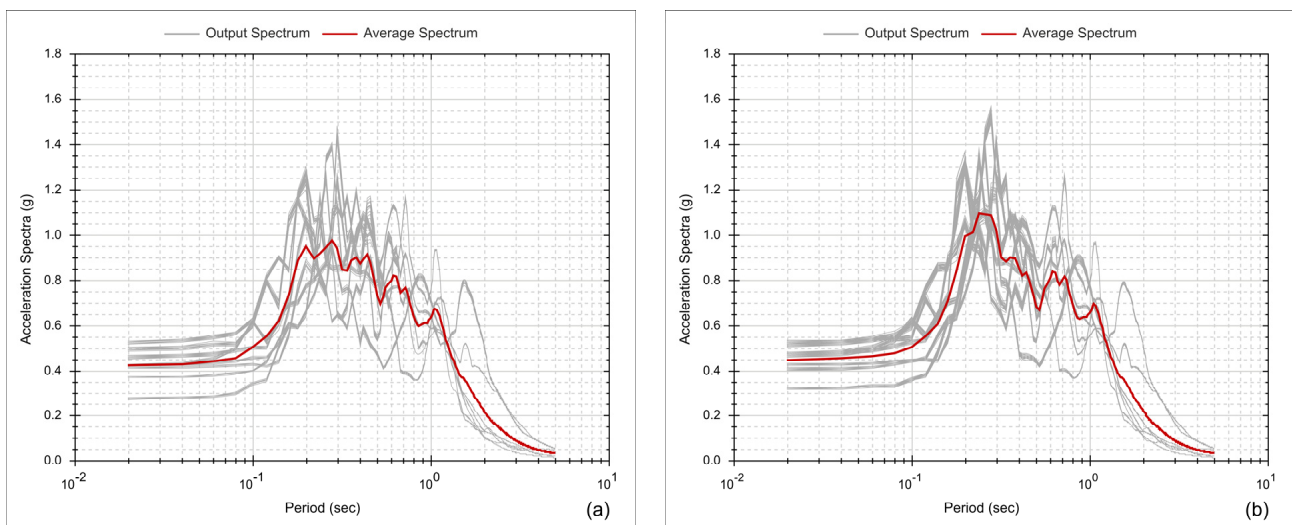 Output Spectrum Average Spectrum
1.8
1.6
1.4
1.2
1.0
0.8
0.6
0.4
0.2
0.0
Acceleration Spectra (g)
10-2 10-1 100 101
Period (sec)
(a)
Output Spectrum Average Spectrum
1.8
1.6
1.4
1.2
1.0
0.8
0.6
0.4
0.2
0.0
Acceleration Spectra (g)
10-2 10-1 100 101
Period (sec)
(b)